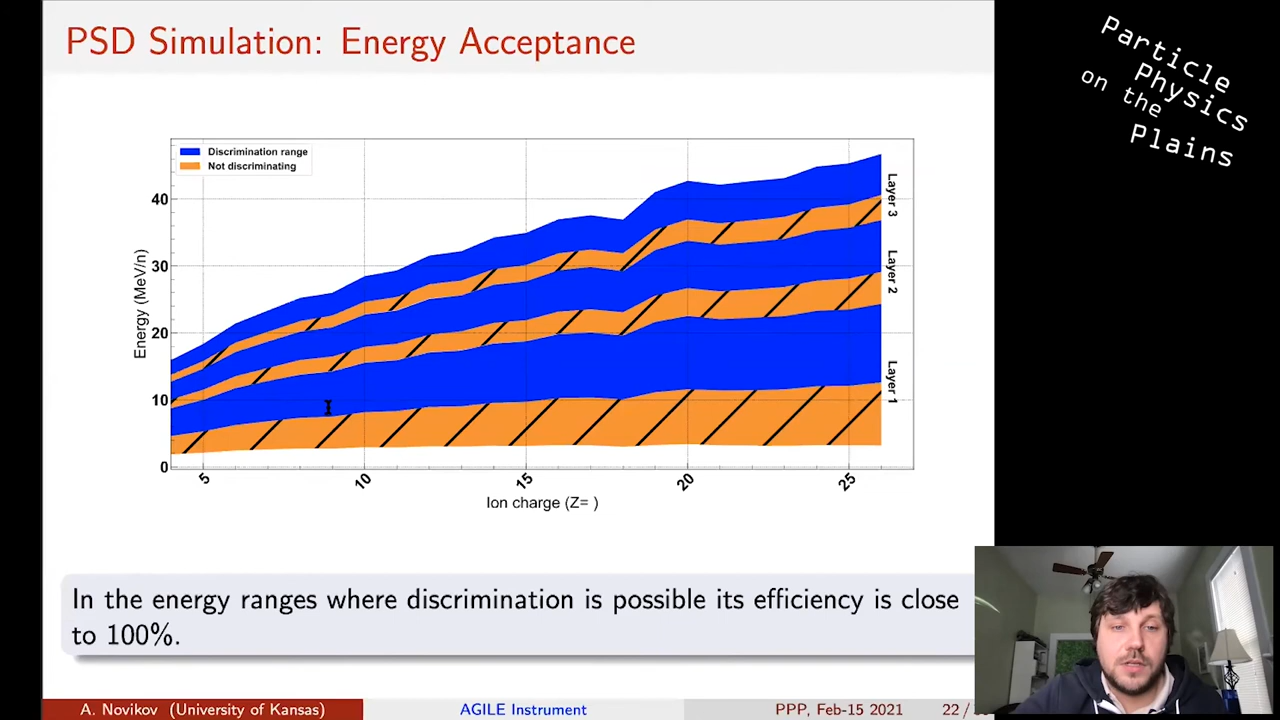 PSD Simulation: Energy Acceptance
Particle
Physics
on the
Plains
Discrimination range
Not discriminating
Energy (MeV/n)
40
30
20
10
0
Layer 3
Layer 2
Layer 1
5
10
15
20
25
Ion charge (Z= )
In the energy ranges where discrimination is possible its efficiency is close
to 100%.
A. Novikov (University of Kansas)
AGILE Instrument
PPP, Feb-15 2021
22 /